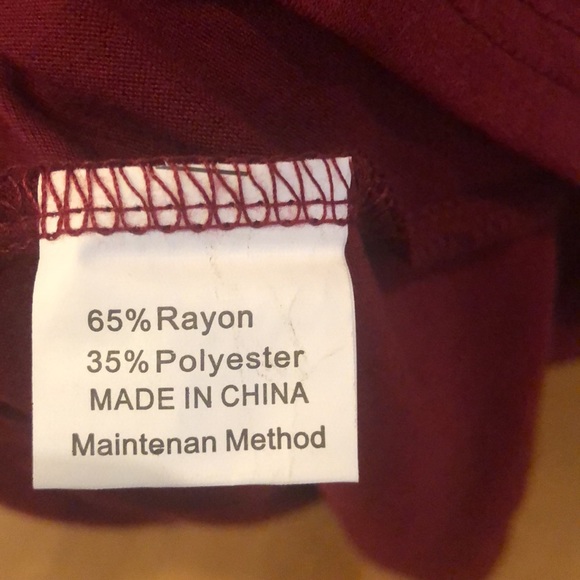 65% Rayon
35% Polyester
MADE IN CHINA
Maintenan Method